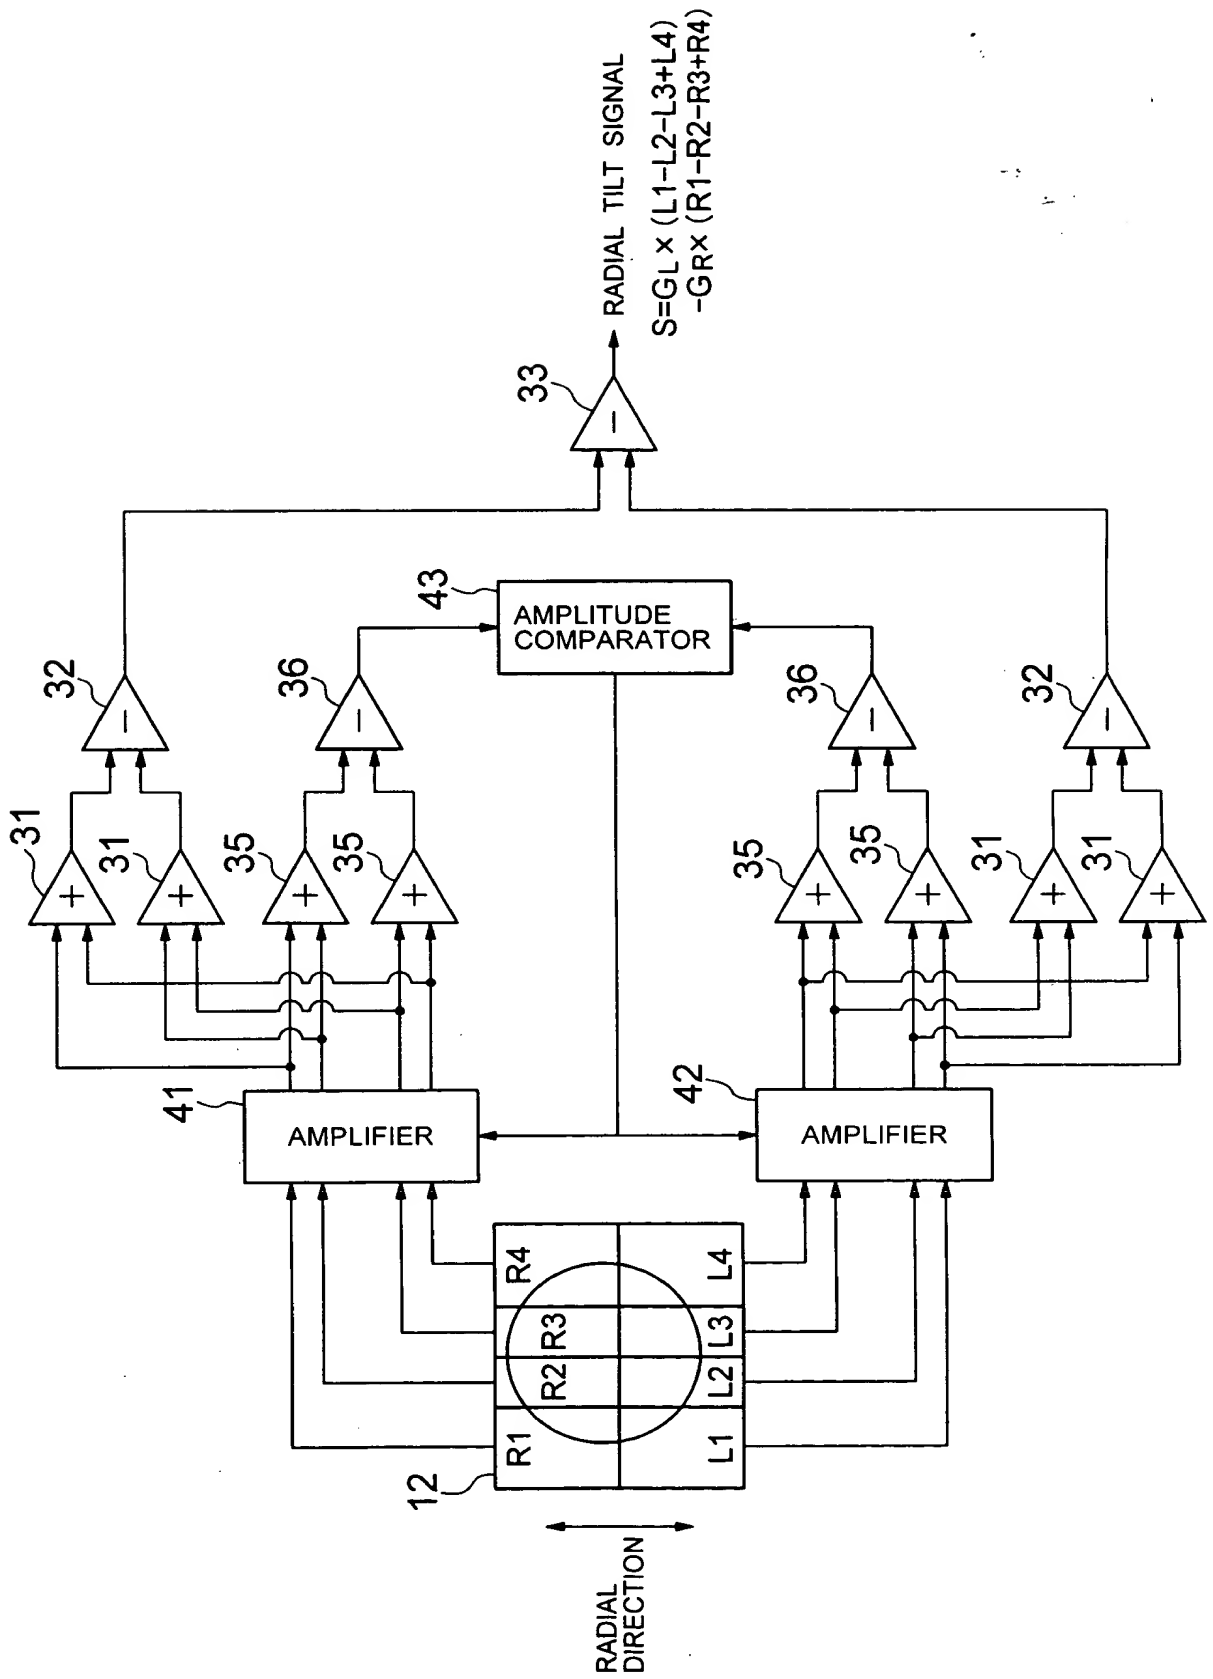 RADIAL TILT SIGNAL
S=GL×(L1-L2-L3+L4)
-GR×(R1-R2-R3+R4)
33
32
36
43
AMPLITUDE
COMPARATOR
36
32
31
31
35
35
35
35
31
31
41
AMPLIFIER
42
AMPLIFIER
R4
R3
R2
R1
L4
L3
L2
L1
12
RADIAL
DIRECTION